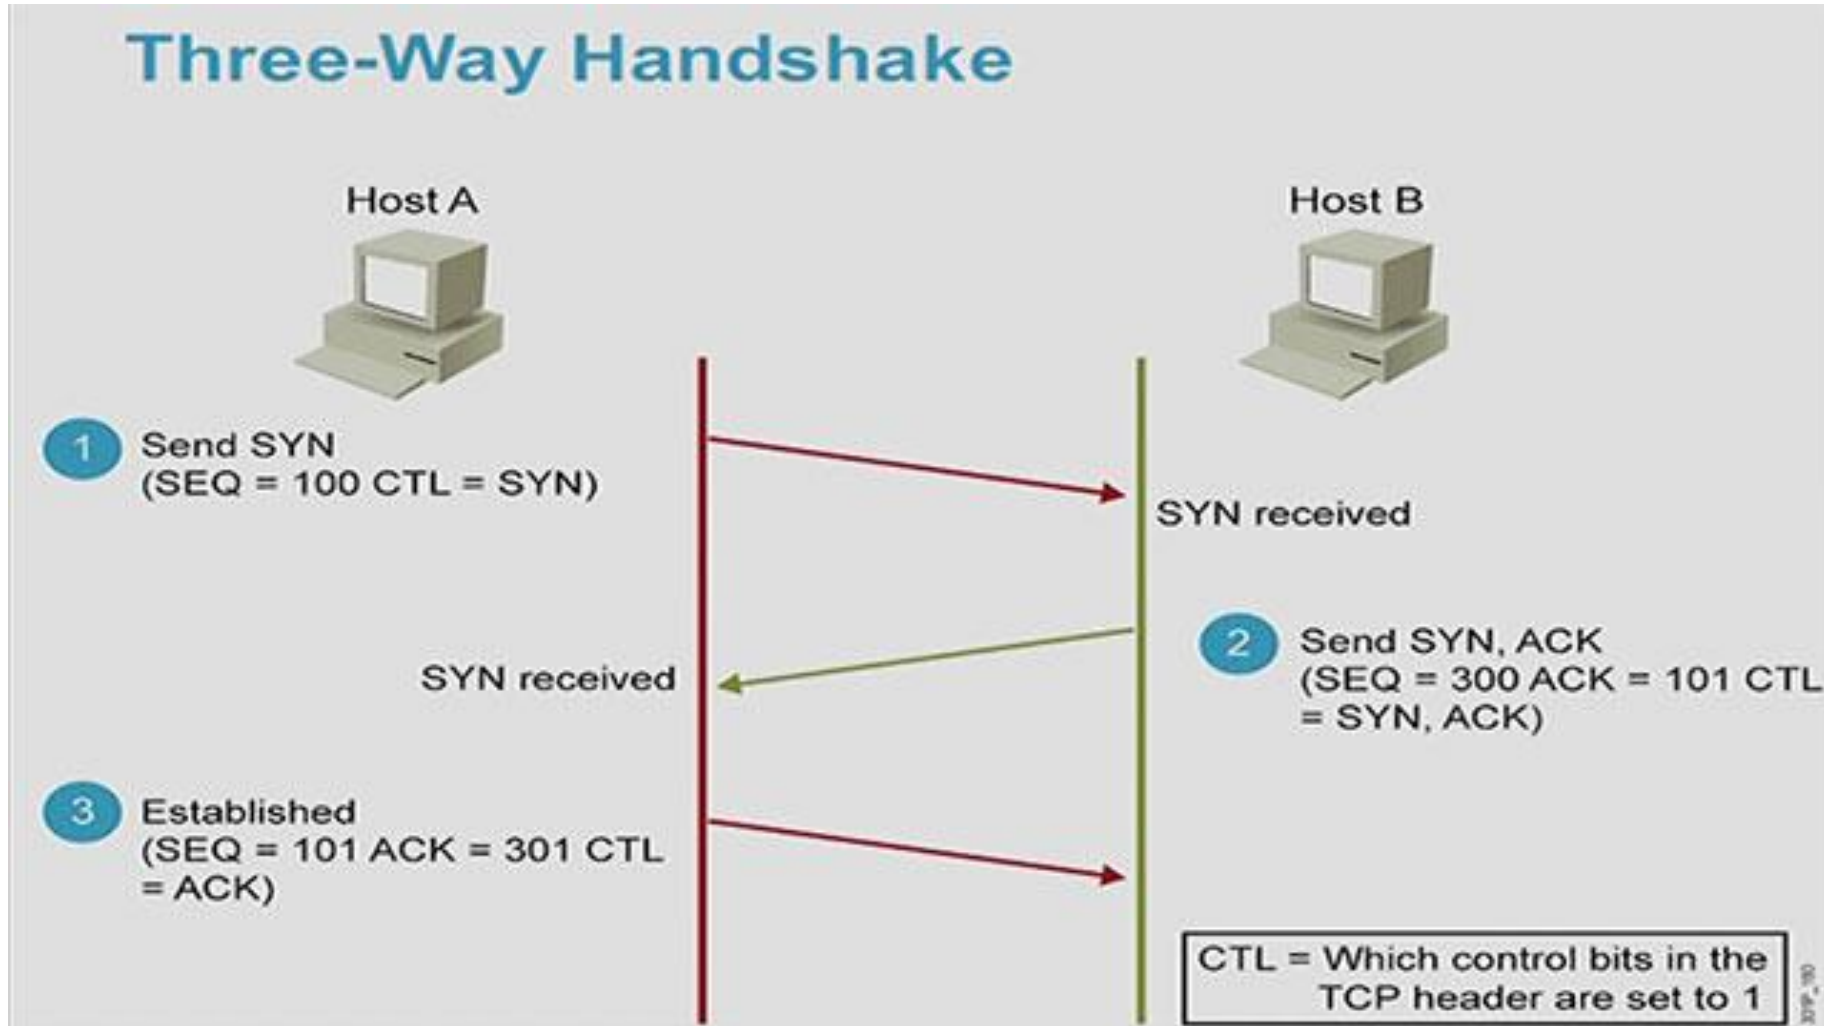 Three-Way Handshake
Host A
Host B
1
Send SYN
(SEQ = 100 CTL = SYN)
SYN received
2
Send SYN, ACK
(SEQ = 300 ACK = 101 CTL
= SYN, ACK)
SYN received
3
Established
(SEQ = 101 ACK = 301 CTL
= ACK)
CTL = Which control bits in the
TCP header are set to 1